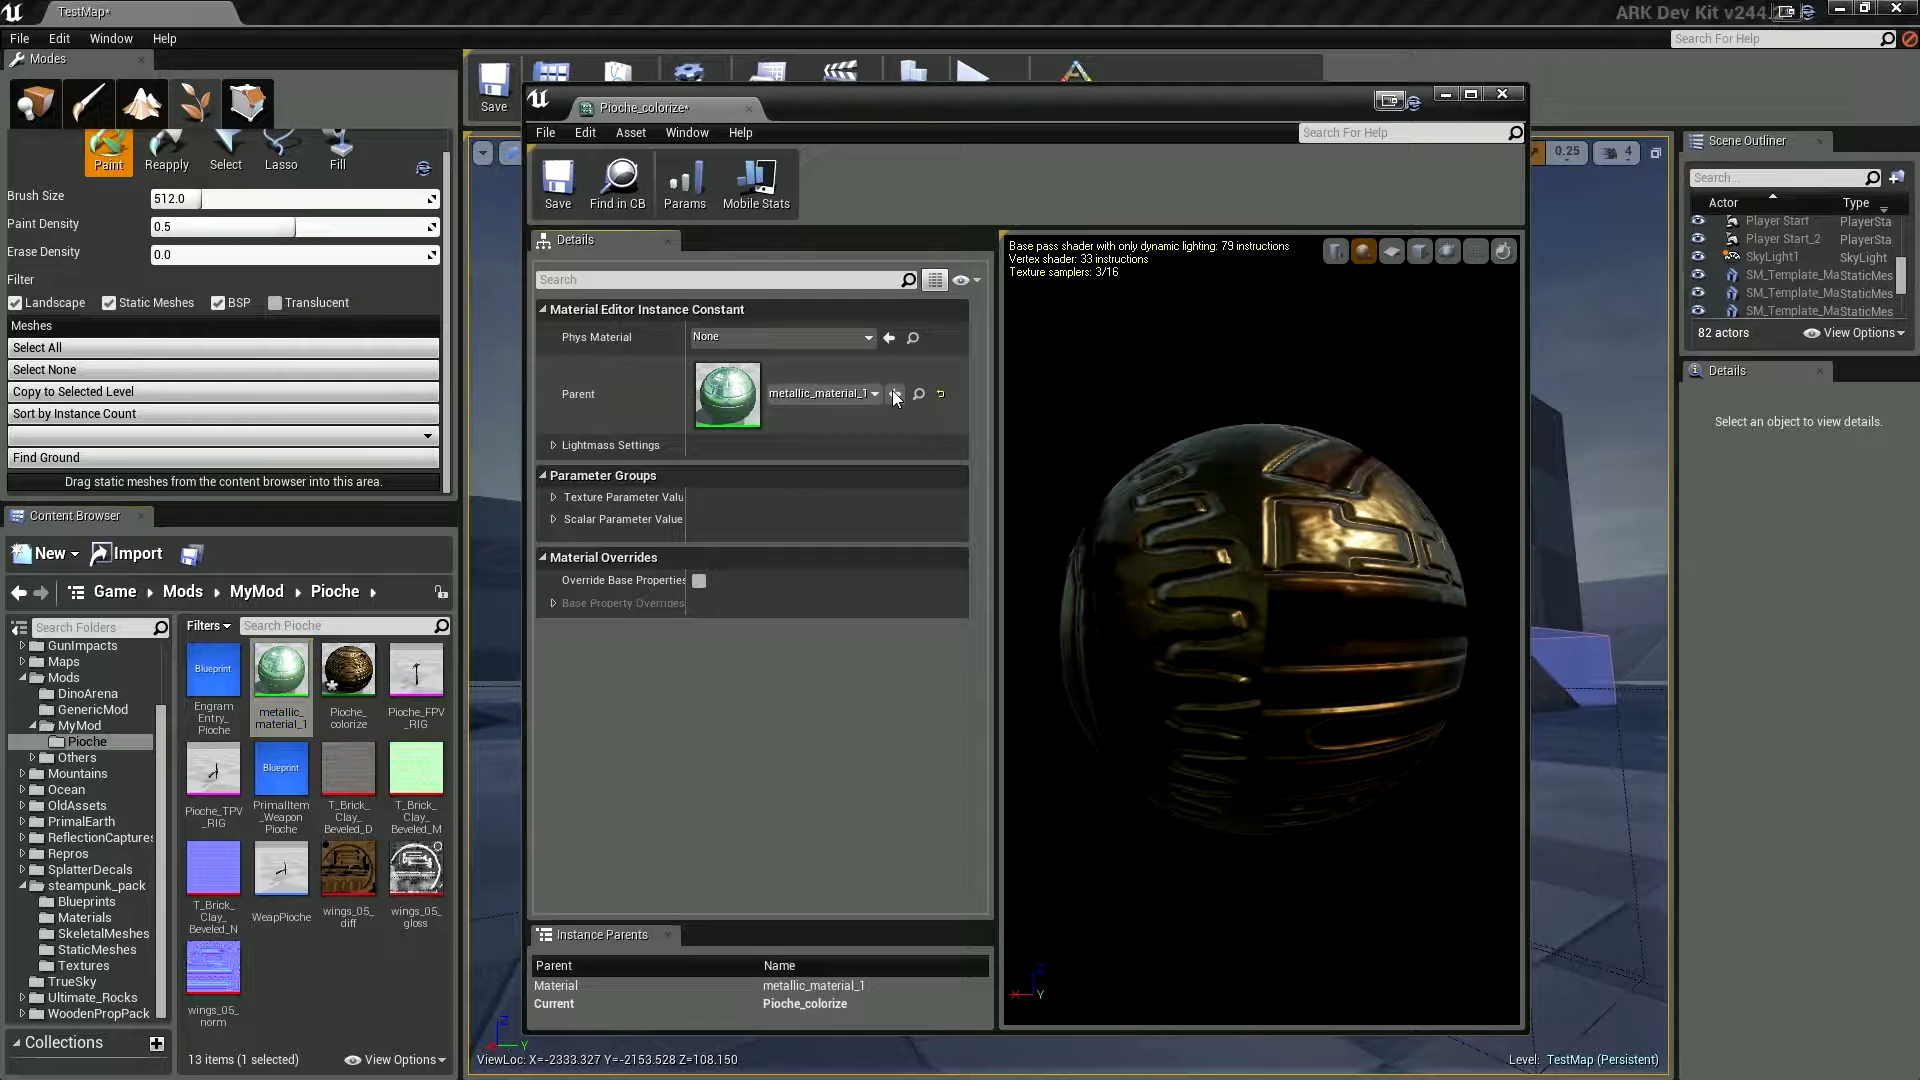 TestMap*
ARK Dev Kit v244.
File Edit Window Help
Search For Help
Modes
Paint Reapply Select Lasso Fill
Brush Size 512.0
Paint Density 0.5
Erase Density 0.0
Filter
Landscape Static Meshes BSP Translucent
Meshes
Select All
Select None
Copy to Selected Level
Sort by Instance Count
Find Ground
Drag static meshes from the content browser into this area.
Content Browser
New Import
Game Mods MyMod Pioche
Search Folders
GunImpacts
Maps
Mods
DinoArena
GenericMod
MyMod
Pioche
Others
Mountains
Ocean
OldAssets
PrimalEarth
ReflectionCaptures
Repros
SplatterDecals
steampunk_pack
Blueprints
Materials
SkeletalMeshes
StaticMeshes
Textures
TrueSky
Ultimate_Rocks
WoodenPropPack
Collections
Filters Search Pioche
Blueprint
Engram
Entry_
Pioche
metallic_
material_1
Pioche_
colorize
Pioche_FPV
_RIG
Pioche_TPV
_RIG
Blueprint
PrimalItem
_Weapon
Pioche
T_Brick_
Clay_
Beveled_D
T_Brick_
Clay_
Beveled_M
T_Brick_
Clay_
Beveled_N
WeapPioche
wings_05_
diff
wings_05_
gloss
wings_05_
norm
13 items (1 selected) View Options
Save
Pioche_colorize*
File Edit Asset Window Help
Search For Help
Save Find in CB Params Mobile Stats
Details
Search
Material Editor Instance Constant
Phys Material None
Parent metallic_material_1
Lightmass Settings
Parameter Groups
Texture Parameter Valu
Scalar Parameter Value
Material Overrides
Override Base Properties
Base Property Overrides
Instance Parents
Parent Name
Material metallic_material_1
Current Pioche_colorize
Base pass shader with only dynamic lighting: 79 instructions
Vertex shader: 33 instructions
Texture samplers: 3/16
X Y Z
ViewLoc: X=-2333.327 Y=-2153.528 Z=108.150
Z
Y
Level: TestMap (Persistent)
0.25 4
Scene Outliner
Search...
Actor Type
Player Start PlayerSta
Player Start_2 PlayerSta
SkyLight1 SkyLight
SM_Template_Ma StaticMes
SM_Template_Ma StaticMes
SM_Template_Ma StaticMes
82 actors View Options
Details
Select an object to view details.